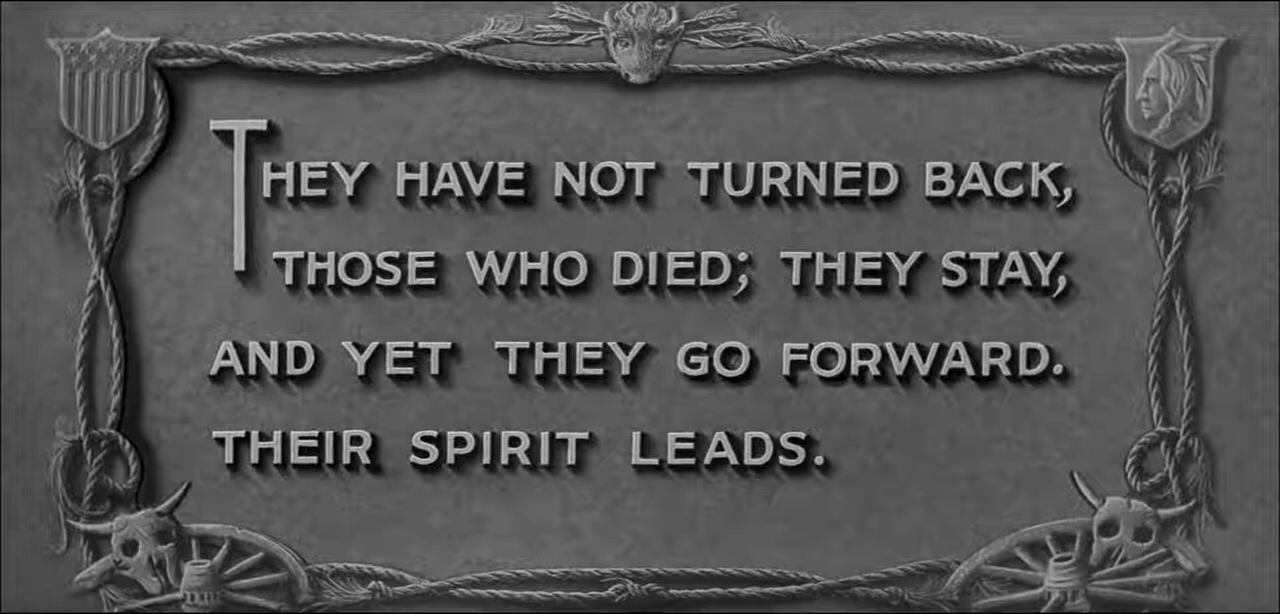 THEY HAVE NOT TURNED BACK,
THOSE WHO DIED; THEY STAY,
AND YET THEY GO FORWARD.
THEIR SPIRIT LEADS.